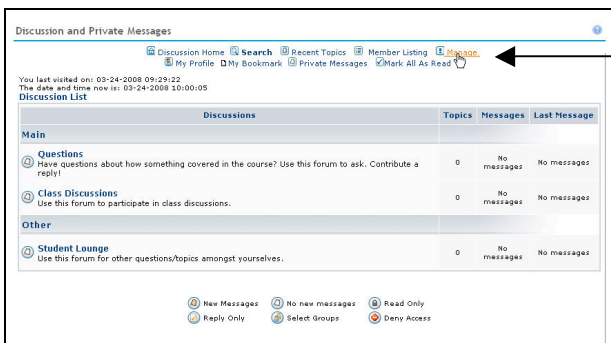 Discussion and Private Messages
Discussion Home Search Recent Topics Member Listing Manage
My Profile My Bookmark Private Messages Mark All As Read
You last visited on: 03-24-2008 09:29:22
The date and time now is: 03-24-2008 10:00:05
Discussion List
Discussions Topics Messages Last Message
Main
Questions
Have questions about how something covered in the course? Use this forum to ask. Contribute a
reply!
0 No messages No messages
Class Discussions
Use this forum to participate in class discussions.
0 No messages No messages
Other
Student Lounge
Use this forum for other questions/topics amongst yourselves.
0 No messages No messages
New Messages No new messages Read Only
Reply Only Select Groups Deny Access